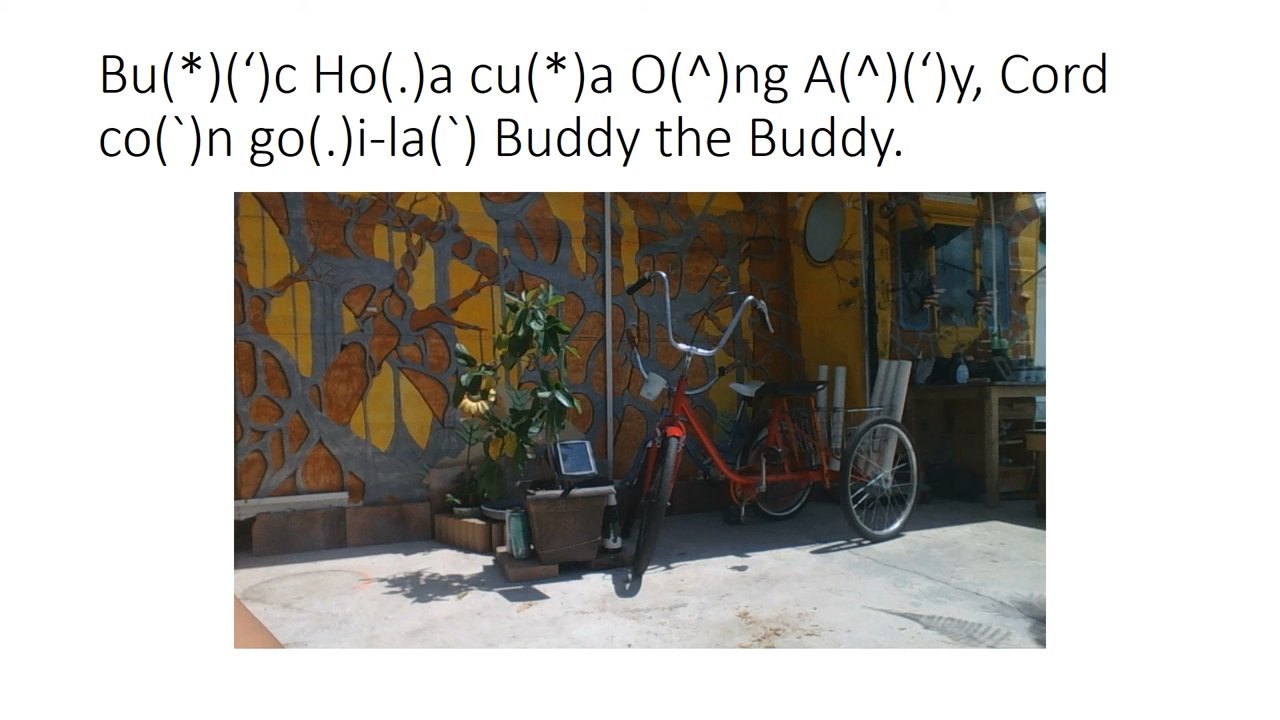 Bu(*)(‘)c Ho(.)a cu(*)a O(^)ng A(^)(‘)y, Cord
co(`)n go(.)i-la(`) Buddy the Buddy.